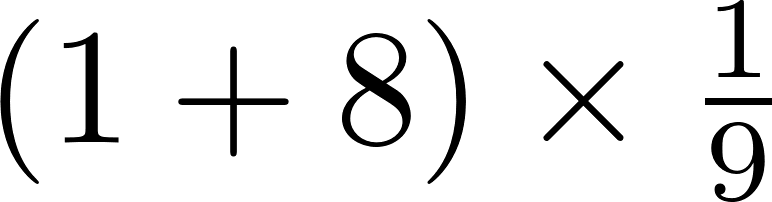 (1 + 8) × 1/9